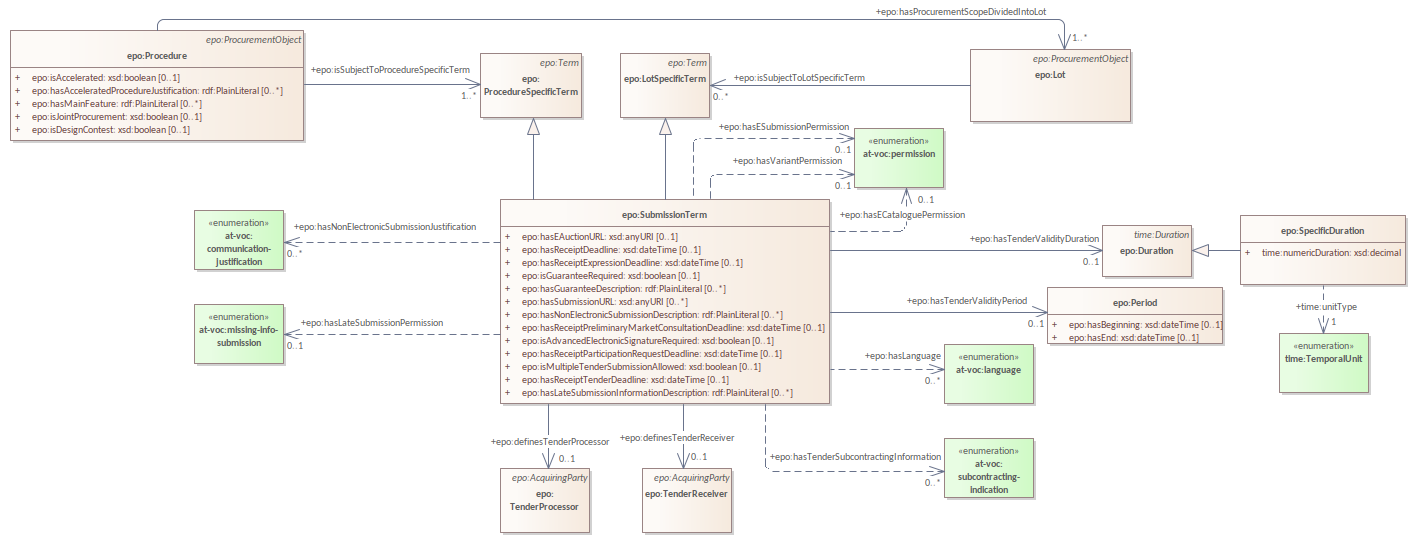 +epo:hasProcurementScopeDividedIntoLot
1..*
epo:ProcurementObject
epo:Procedure
+ epo:isAccelerated: xsd:boolean [0..1]
+ epo:hasAcceleratedProcedureJustification: rdf:PlainLiteral [0..*]
+ epo:hasMainFeature: rdf:PlainLiteral [0..*]
+ epo:isJointProcurement: xsd:boolean [0..1]
+ epo:isDesignContest: xsd:boolean [0..1]
+epo:isSubjectToProcedureSpecificTerm
1..*
epo:Term
epo:
ProcedureSpecificTerm
epo:Term
epo:LotSpecificTerm
+epo:isSubjectToLotSpecificTerm
0..*
epo:ProcurementObject
epo:Lot
+epo:hasESubmissionPermission
0..1
+epo:hasVariantPermission
0..1
«enumeration»
at-voc:permission
0..1
+epo:hasECataloguePermission
«enumeration»
at-voc:
communication-
justification
+epo:hasNonElectronicSubmissionJustification
0..*
«enumeration»
at-voc:missing-info-
submission
+epo:hasLateSubmissionPermission
0..1
epo:SubmissionTerm
+ epo:hasEAuctionURL: xsd:anyURI [0..1]
+ epo:hasReceiptDeadline: xsd:dateTime [0..1]
+ epo:hasReceiptExpressionDeadline: xsd:dateTime [0..1]
+ epo:isGuaranteeRequired: xsd:boolean [0..1]
+ epo:hasGuaranteeDescription: rdf:PlainLiteral [0..*]
+ epo:hasSubmissionURL: xsd:anyURI [0..*]
+ epo:hasNonElectronicSubmissionDescription: rdf:PlainLiteral [0..*]
+ epo:hasReceiptPreliminaryMarketConsultationDeadline: xsd:dateTime [0..1]
+ epo:isAdvancedElectronicSignatureRequired: xsd:boolean [0..1]
+ epo:hasReceiptParticipationRequestDeadline: xsd:dateTime [0..1]
+ epo:isMultipleTenderSubmissionAllowed: xsd:boolean [0..1]
+ epo:hasReceiptTenderDeadline: xsd:dateTime [0..1]
+ epo:hasLateSubmissionInformationDescription: rdf:PlainLiteral [0..*]
+epo:hasTenderValidityDuration
0..1
time:Duration
epo:Duration
epo:SpecificDuration
+ time:numericDuration: xsd:decimal
+time:unitType
1
«enumeration»
time:TemporalUnit
+epo:hasTenderValidityPeriod
0..1
epo:Period
+ epo:hasBeginning: xsd:dateTime [0..1]
+ epo:hasEnd: xsd:dateTime [0..1]
+epo:hasLanguage
0..*
«enumeration»
at-voc:language
+epo:hasTenderSubcontractingInformation
0..*
«enumeration»
at-voc:
subcontracting-
indication
+epo:definesTenderProcessor
0..1
epo:AcquiringParty
epo:
TenderProcessor
+epo:definesTenderReceiver
0..1
epo:AcquiringParty
epo:TenderReceiver